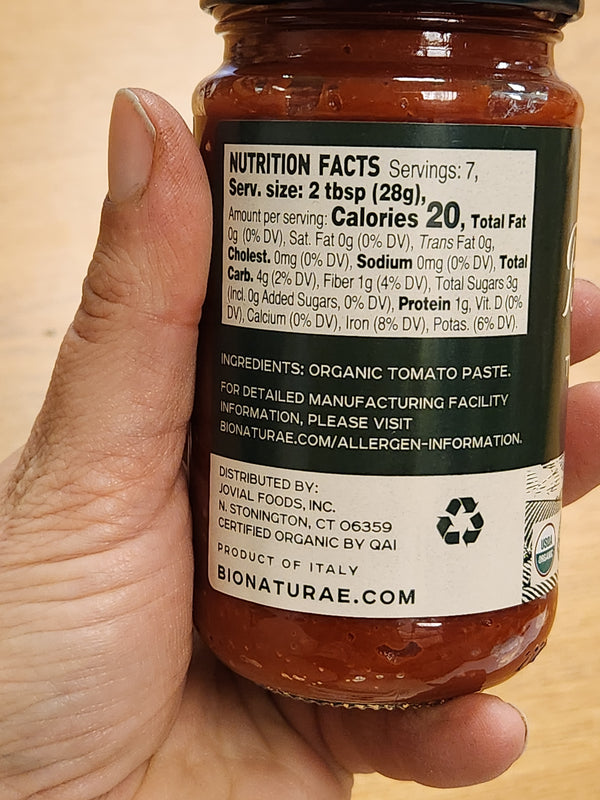 NUTRITION FACTS Servings: 7,
Serv. size: 2 tbsp (28g),
Amount per serving: Calories 20, Total Fat
0g (0% DV), Sat. Fat 0g (0% DV), Trans Fat 0g,
Cholest. 0mg (0% DV), Sodium 0mg (0% DV), Total
Carb. 4g (2% DV), Fiber 1g (4% DV), Total Sugars 3g
(Incl. 0g Added Sugars, 0% DV), Protein 1g, Vit. D (0%
DV), Calcium (0% DV), Iron (8% DV), Potas. (6% DV).
INGREDIENTS: ORGANIC TOMATO PASTE.
FOR DETAILED MANUFACTURING FACILITY
INFORMATION, PLEASE VISIT
BIONATURAE.COM/ALLERGEN-INFORMATION.
DISTRIBUTED BY:
JOVIAL FOODS, INC.
N. STONINGTON, CT 06359
CERTIFIED ORGANIC BY QAI
PRODUCT OF ITALY
BIONATURAE.COM
USDA
ORGANIC